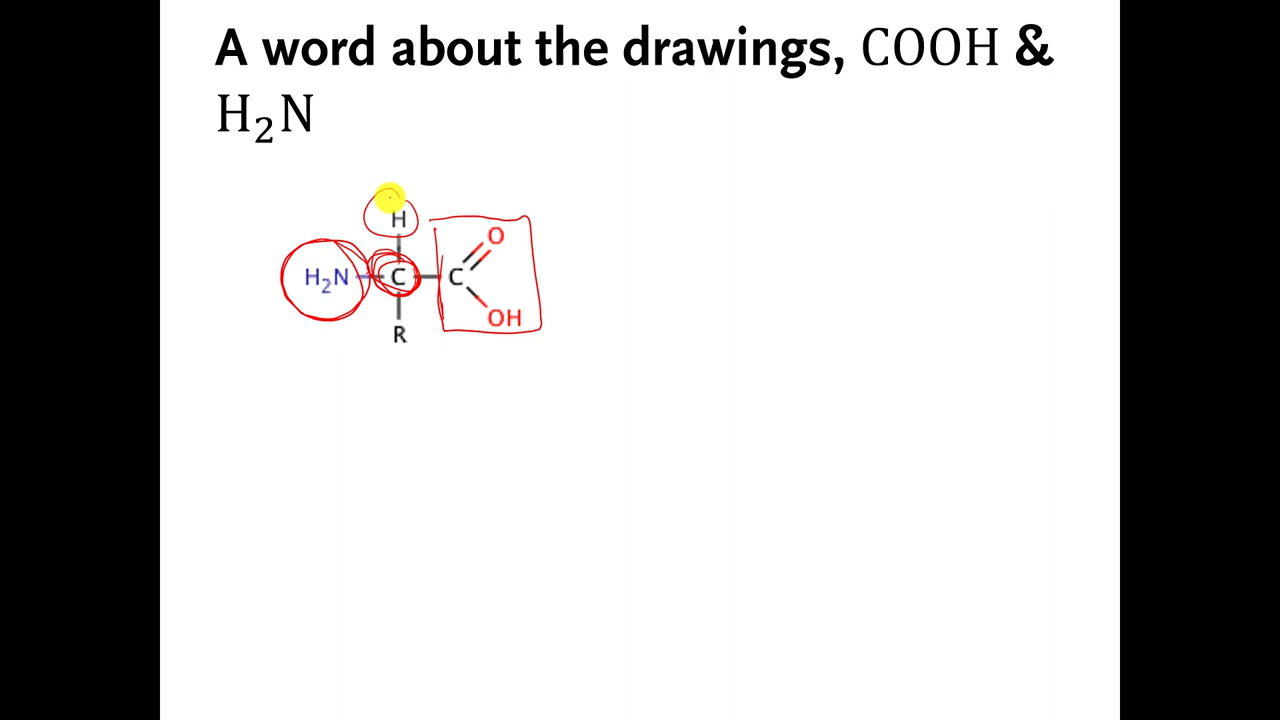 A word about the drawings, COOH &
H₂N
H
O
H₂N C C
OH
R